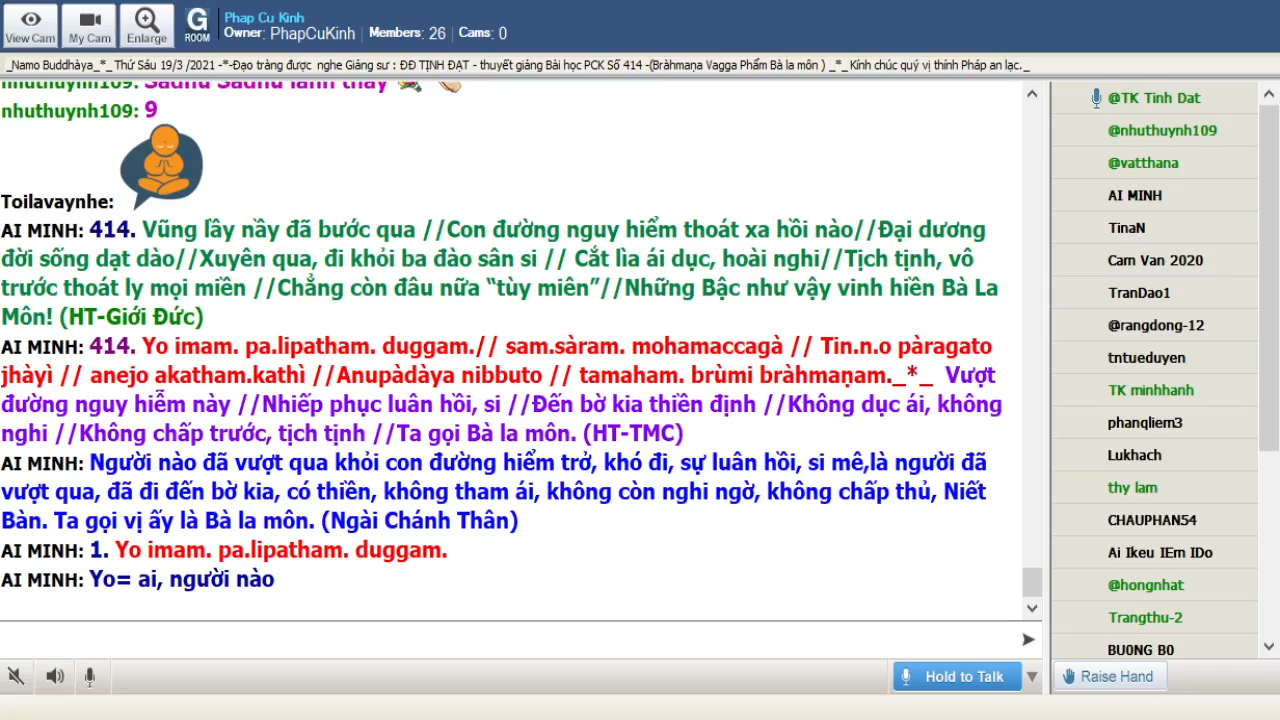 View Cam
My Cam
Enlarge
G
ROOM
Phap Cu Kinh
Owner: PhapCuKinh | Members: 26 | Cams: 0
_Namo Buddhàya_*_ Thứ Sáu 19/3 /2021 -*-Đạo tràng được nghe Giảng sư : ĐĐ TỊNH ĐẠT - thuyết giảng Bài học PCK Số 414 -(Bràhmaṇa Vagga Phẩm Bà la môn ) _*_ Kính chúc quý vị thính Pháp an lạc._
nhuthuynh109: Sadhu Sadhu lành thay
nhuthuynh109: 9
Toilavaynhe:
AI MINH: 414. Vũng lầy nầy đã bước qua //Con đường nguy hiểm thoát xa hồi nào//Đại dương
đời sống dạt dào//Xuyên qua, đi khỏi ba đào sân si // Cắt lìa ái dục, hoài nghi//Tịch tịnh, vô
trước thoát ly mọi miền //Chẳng còn đâu nữa “tùy miên”//Những Bậc như vậy vinh hiền Bà La
Môn! (HT-Giới Đức)
AI MINH: 414. Yo imam. pa.lipatham. duggam.// sam.sàram. mohamaccagà // Tin.n.o pàragato
jhàyì // anejo akatham.kathì //Anupàdàya nibbuto // tamaham. brùmi bràhmaṇam._*_ Vượt
đường nguy hiễm này //Nhiếp phục luân hồi, si //Đến bờ kia thiền định //Không dục ái, không
nghi //Không chấp trước, tịch tịnh //Ta gọi Bà la môn. (HT-TMC)
AI MINH: Người nào đã vượt qua khỏi con đường hiểm trở, khó đi, sự luân hồi, si mê,là người đã
vượt qua, đã đi đến bờ kia, có thiền, không tham ái, không còn nghi ngờ, không chấp thủ, Niết
Bàn. Ta gọi vị ấy là Bà la môn. (Ngài Chánh Thân)
AI MINH: 1. Yo imam. pa.lipatham. duggam.
AI MINH: Yo= ai, người nào
@TK Tinh Dat
@nhuthuynh109
@vatthana
AI MINH
TinaN
Cam Van 2020
TranDao1
@rangdong-12
tntueduyen
TK minhhanh
phanqliem3
Lukhach
thy lam
CHAUPHAN54
Ai Ikeu IEm IDo
@hongnhat
Trangthu-2
BU0NG B0
Hold to Talk
Raise Hand